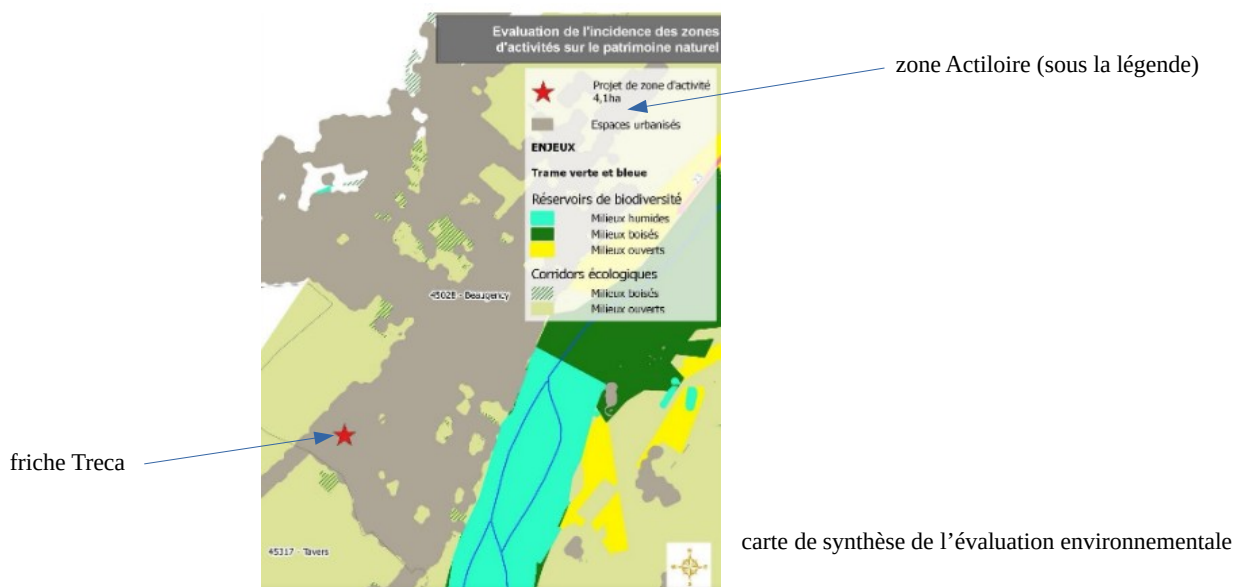 Evaluation de l'incidence des zones
d'activités sur le patrimoine naturel
zone Actiloire (sous la légende)
Projet de zone d'activité
4,1ha
Espaces urbanisés
ENJEUX
Trame verte et bleue
Réservoirs de biodiversité
Milieux humides
Milieux boisés
Milieux ouverts
Corridors écologiques
Milieux boisés
Milieux ouverts
45028 - Beaugency
friche Treca
45317 - Tavers
carte de synthèse de l'évaluation environnementale